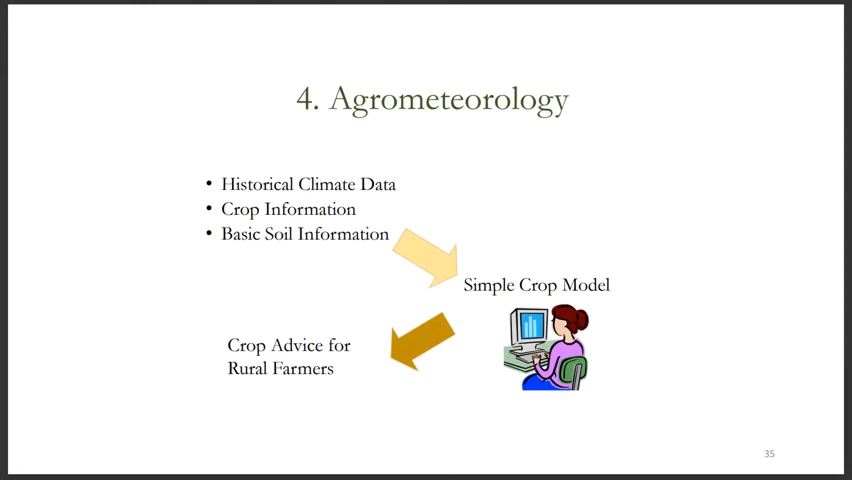 4. Agrometeorology
• Historical Climate Data
• Crop Information
• Basic Soil Information
Simple Crop Model
Crop Advice for
Rural Farmers
35